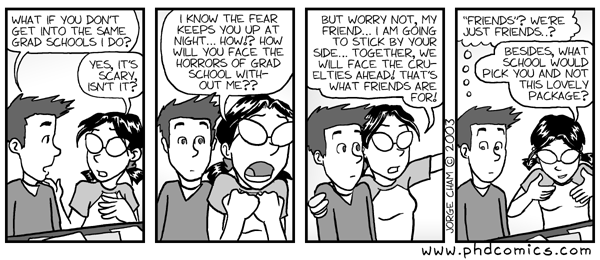 WHAT IF YOU DON'T
GET INTO THE SAME
GRAD SCHOOLS I DO?
YES, IT'S
SCARY,
ISN'T IT?
I KNOW THE FEAR
KEEPS YOU UP AT
NIGHT... HOW!? HOW
WILL YOU FACE THE
HORRORS OF GRAD
SCHOOL WITH-
OUT ME??
BUT WORRY NOT, MY
FRIEND... I AM GOING
TO STICK BY YOUR
SIDE... TOGETHER, WE
WILL FACE THE CRU-
ELTIES AHEAD! THAT'S
WHAT FRIENDS ARE
FOR!
JORGE CHAM © 2003
"FRIENDS"? WE'RE
JUST FRIENDS..?
BESIDES, WHAT
SCHOOL WOULD
PICK YOU AND NOT
THIS LOVELY
PACKAGE?
www.phdcomics.com